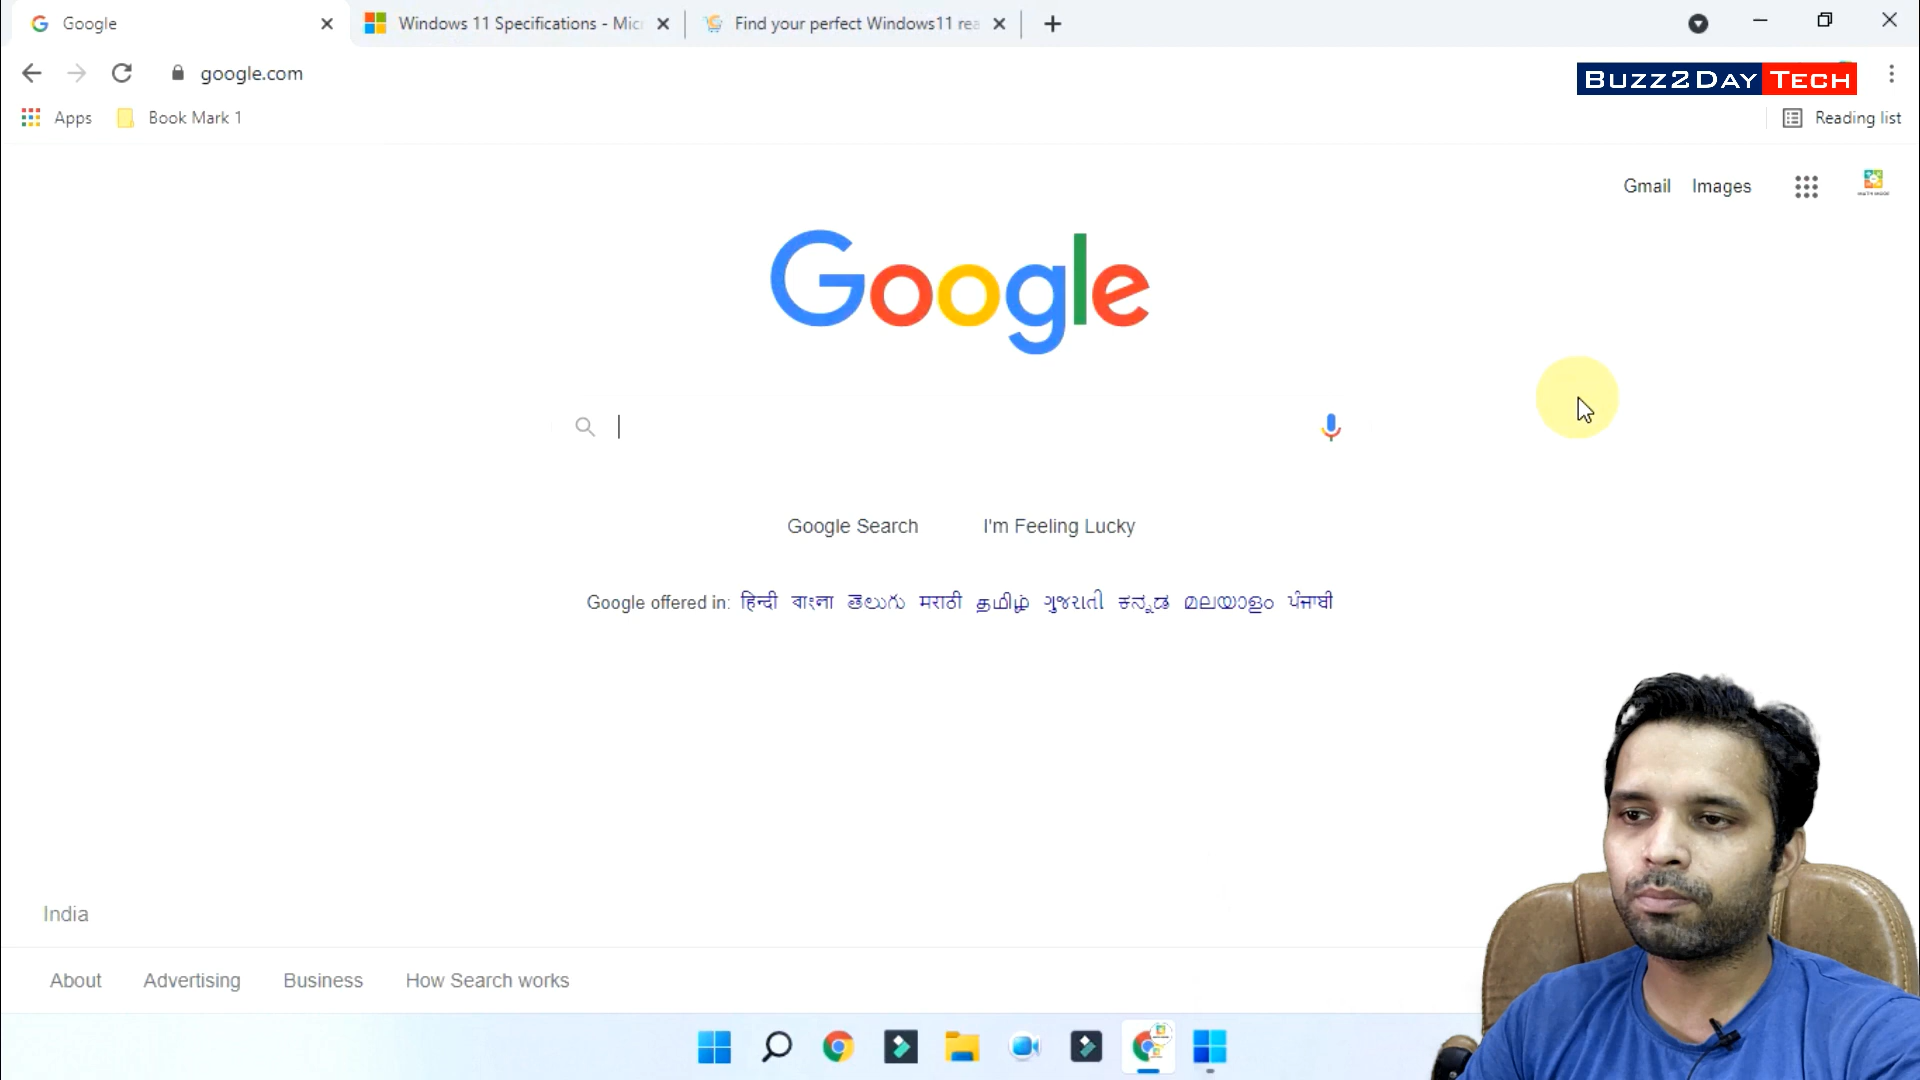 Google
Windows 11 Specifications - Mic
Find your perfect Windows11 rea
google.com
BUZZ2DAY TECH
Apps
Book Mark 1
Reading list
Gmail
Images
Google
Google Search
I'm Feeling Lucky
Google offered in: हिन्दी বাংলা తెలుగు मराठी தமிழ் ગુજરાતી ಕನ್ನಡ മലയാളം ਪੰਜਾਬੀ
India
About
Advertising
Business
How Search works